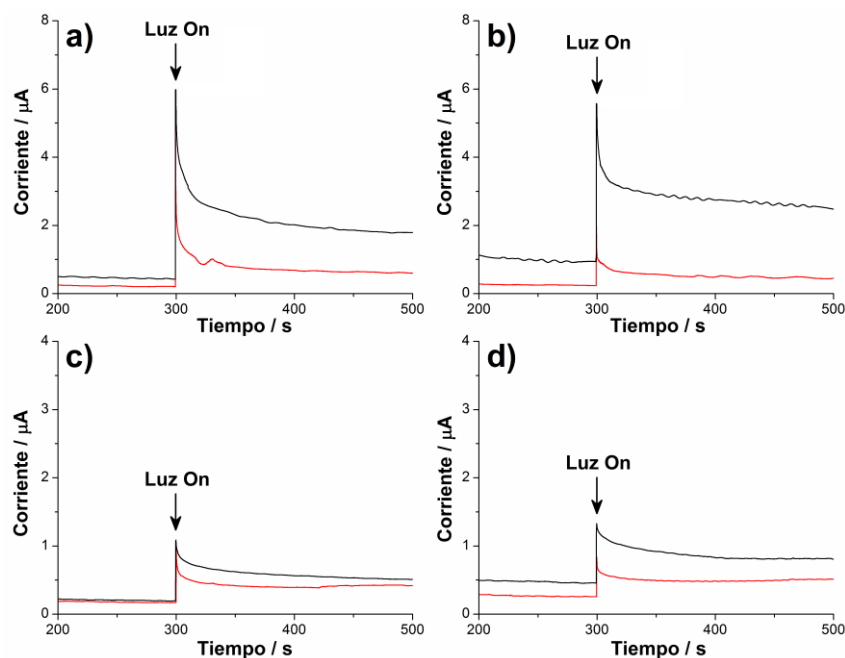 a)
Luz On
Corriente / µA
8
6
4
2
0
200
300
400
500
Tiempo / s
b)
Luz On
Corriente / µA
8
6
4
2
0
200
300
400
500
Tiempo / s
c)
Luz On
Corriente / µA
4
3
2
1
0
200
300
400
500
Tiempo / s
d)
Luz On
Corriente / µA
4
3
2
1
0
200
300
400
500
Tiempo / s